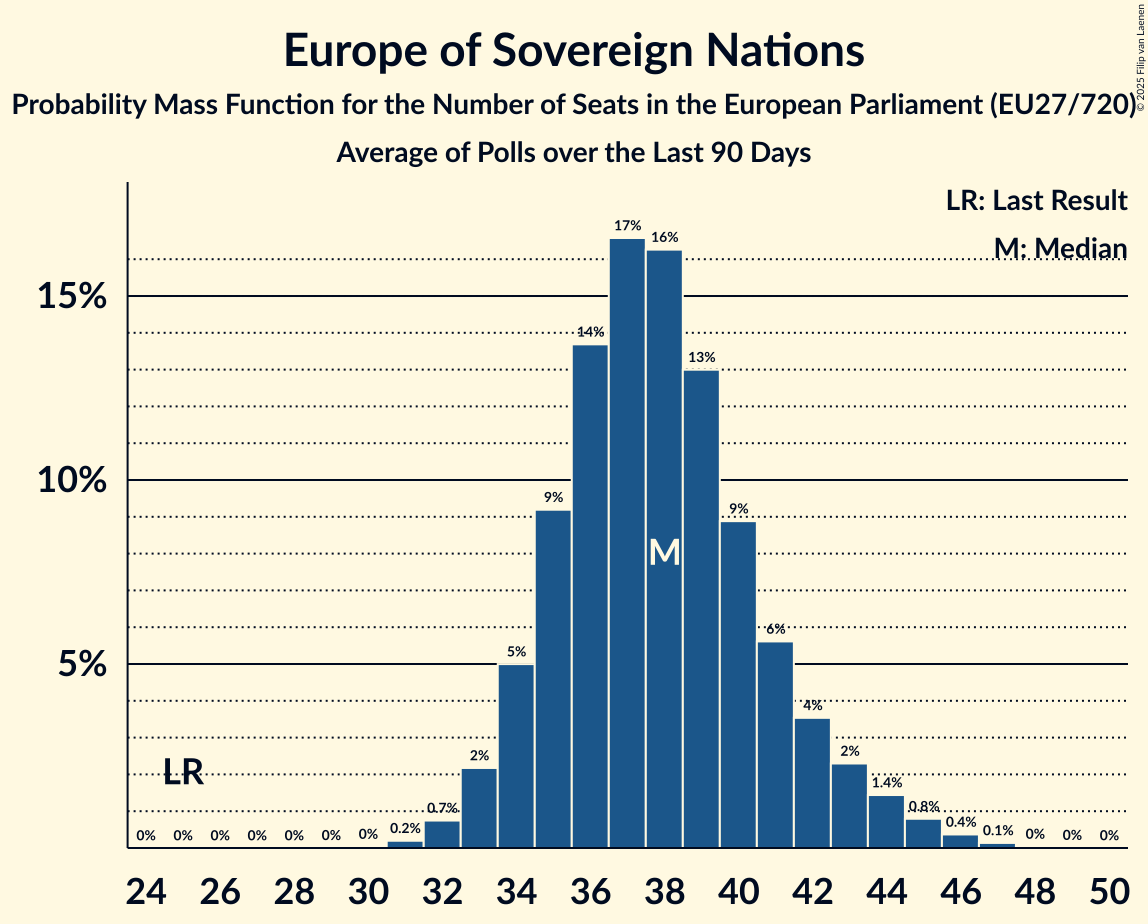 Europe of Sovereign Nations
Probability Mass Function for the Number of Seats in the European Parliament (EU27/720)
Average of Polls over the Last 90 Days
© 2025 Filip van Laenen
LR: Last Result
M: Median
15%
10%
5%
0% 0% 0% 0% 0% 0% 0% 0.2% 0.7% 2% 5% 9% 14% 17% 16% 13% 9% 6% 4% 2% 1.4% 0.8% 0.4% 0.1% 0% 0% 0%
LR
M
24 26 28 30 32 34 36 38 40 42 44 46 48 50